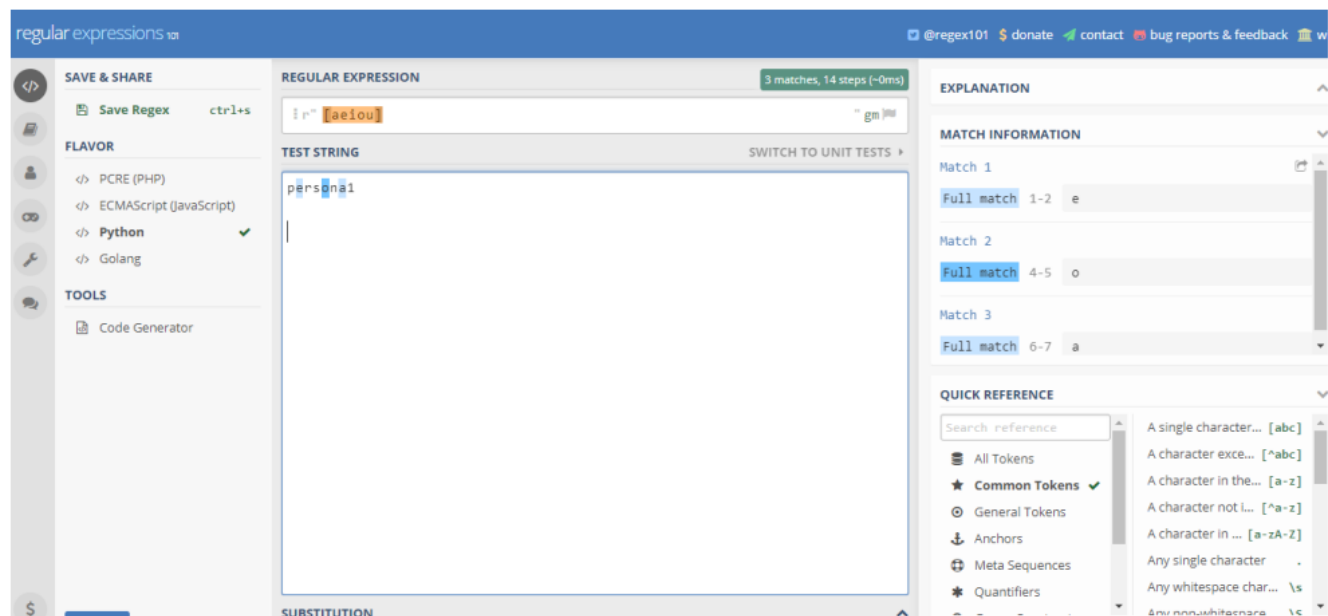 regular expressions 101
@regex101 $ donate contact bug reports & feedback w
SAVE & SHARE
Save Regex ctrl+s
FLAVOR
</> PCRE (PHP)
</> ECMAScript (JavaScript)
</> Python
</> Golang
TOOLS
Code Generator
$
REGULAR EXPRESSION
3 matches, 14 steps (~0ms)
r" [aeiou] " gm
TEST STRING
SWITCH TO UNIT TESTS
persona1
SUBSTITUTION
EXPLANATION
MATCH INFORMATION
Match 1
Full match 1-2 e
Match 2
Full match 4-5 o
Match 3
Full match 6-7 a
QUICK REFERENCE
Search reference
All Tokens
Common Tokens
General Tokens
Anchors
Meta Sequences
Quantifiers
A single character... [abc]
A character exce... [^abc]
A character in the... [a-z]
A character not i... [^a-z]
A character in ... [a-zA-Z]
Any single character .
Any whitespace char... \s
Any non-whitespace \S